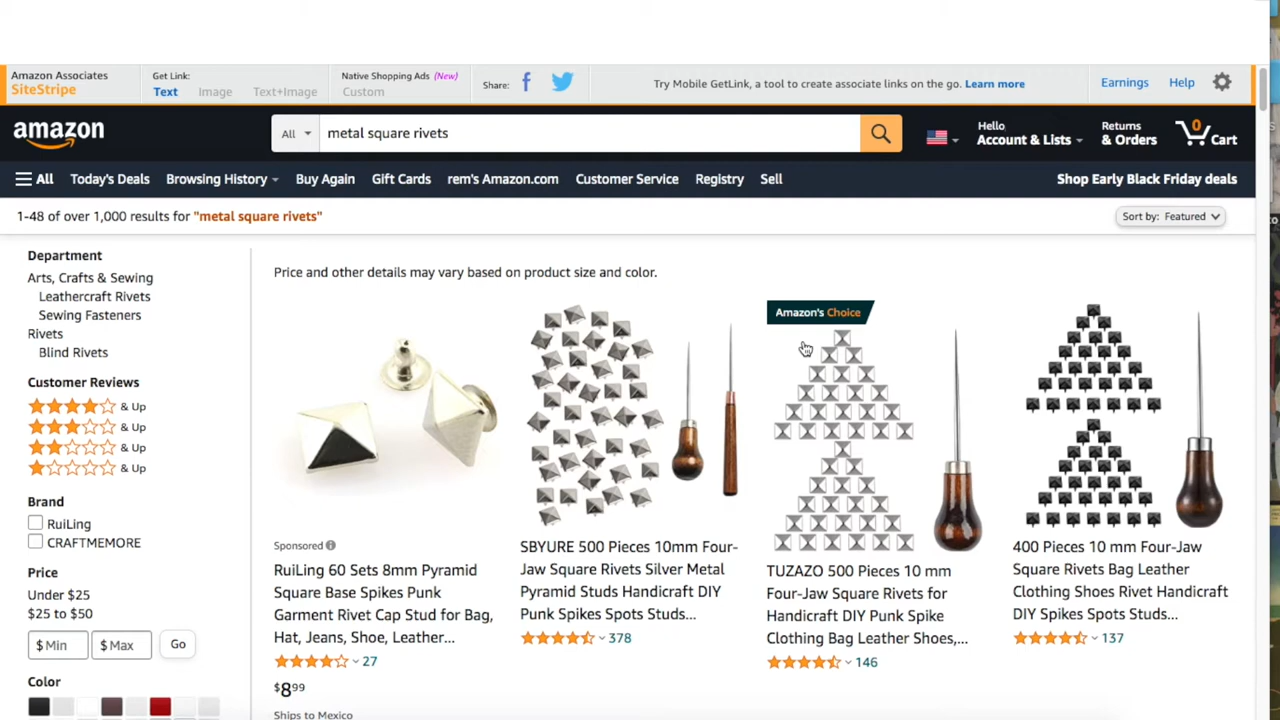 Amazon Associates
SiteStripe
Get Link:
Text Image Text+Image
Native Shopping Ads (New)
Custom
Share:
Try Mobile GetLink, a tool to create associate links on the go. Learn more
Earnings Help
amazon
All
metal square rivets
Hello,
Account & Lists
Returns
& Orders
0
Cart
All Today's Deals Browsing History Buy Again Gift Cards rem's Amazon.com Customer Service Registry Sell
Shop Early Black Friday deals
1-48 of over 1,000 results for "metal square rivets"
Sort by: Featured
Department
Arts, Crafts & Sewing
Leathercraft Rivets
Sewing Fasteners
Rivets
Blind Rivets
Customer Reviews
& Up
& Up
& Up
& Up
Brand
RuiLing
CRAFTMEMORE
Price
Under $25
$25 to $50
$ Min $ Max Go
Color
Price and other details may vary based on product size and color.
Sponsored
RuiLing 60 Sets 8mm Pyramid
Square Base Spikes Punk
Garment Rivet Cap Stud for Bag,
Hat, Jeans, Shoe, Leather...
27
$8 99
Ships to Mexico
SBYURE 500 Pieces 10mm Four-
Jaw Square Rivets Silver Metal
Pyramid Studs Handicraft DIY
Punk Spikes Spots Studs...
378
Amazon's Choice
TUZAZO 500 Pieces 10 mm
Four-Jaw Square Rivets for
Handicraft DIY Punk Spike
Clothing Bag Leather Shoes,...
146
400 Pieces 10 mm Four-Jaw
Square Rivets Bag Leather
Clothing Shoes Rivet Handicraft
DIY Spikes Spots Studs...
137